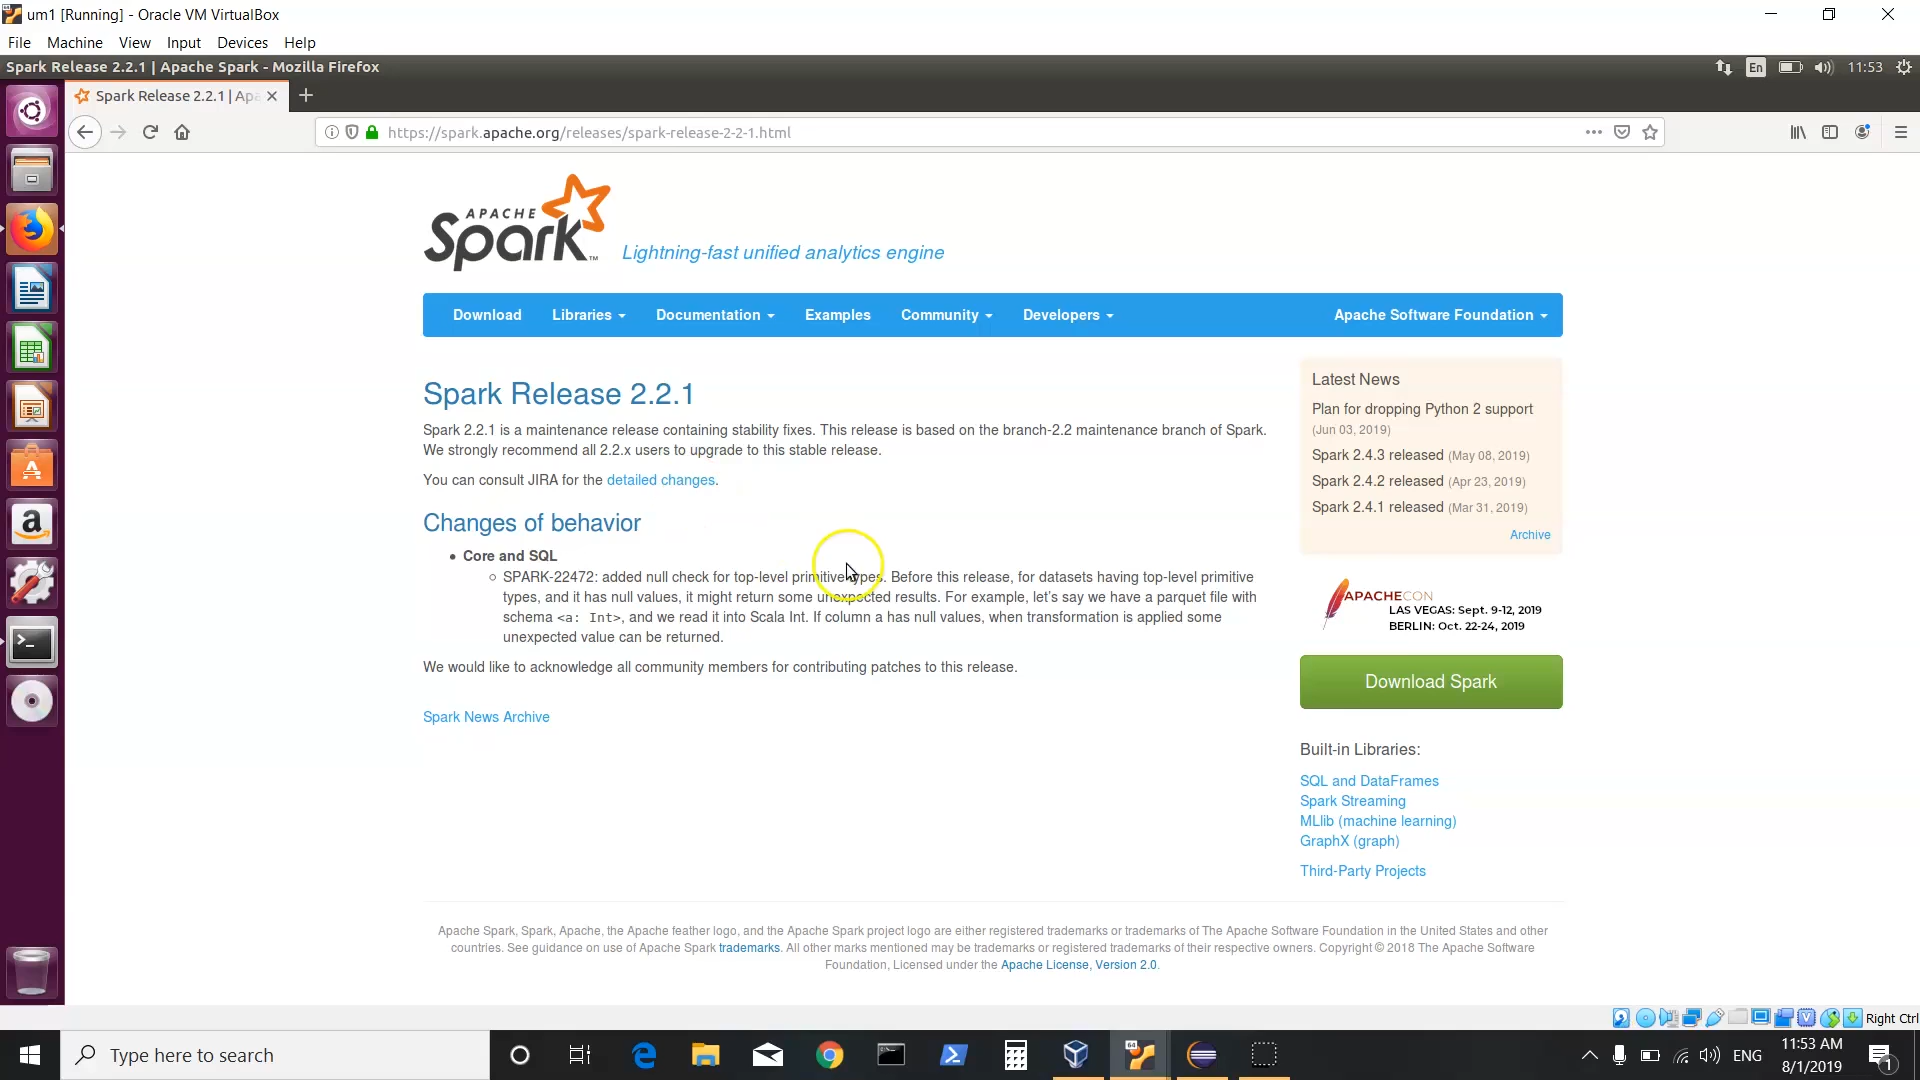 um1 [Running] - Oracle VM VirtualBox
File Machine View Input Devices Help
Spark Release 2.2.1 | Apache Spark - Mozilla Firefox
En 11:53
Spark Release 2.2.1 | Apa
https://spark.apache.org/releases/spark-release-2-2-1.html
APACHE
Spark™
Lightning-fast unified analytics engine
Download Libraries Documentation Examples Community Developers Apache Software Foundation
Spark Release 2.2.1
Spark 2.2.1 is a maintenance release containing stability fixes. This release is based on the branch-2.2 maintenance branch of Spark.
We strongly recommend all 2.2.x users to upgrade to this stable release.
You can consult JIRA for the detailed changes.
Changes of behavior
• Core and SQL
○ SPARK-22472: added null check for top-level primitive types. Before this release, for datasets having top-level primitive
types, and it has null values, it might return some unexpected results. For example, let's say we have a parquet file with
schema <a: Int>, and we read it into Scala Int. If column a has null values, when transformation is applied some
unexpected value can be returned.
We would like to acknowledge all community members for contributing patches to this release.
Spark News Archive
Latest News
Plan for dropping Python 2 support
(Jun 03, 2019)
Spark 2.4.3 released (May 08, 2019)
Spark 2.4.2 released (Apr 23, 2019)
Spark 2.4.1 released (Mar 31, 2019)
Archive
APACHECON
LAS VEGAS: Sept. 9-12, 2019
BERLIN: Oct. 22-24, 2019
Download Spark
Built-in Libraries:
SQL and DataFrames
Spark Streaming
MLlib (machine learning)
GraphX (graph)
Third-Party Projects
Apache Spark, Spark, Apache, the Apache feather logo, and the Apache Spark project logo are either registered trademarks or trademarks of The Apache Software Foundation in the United States and other
countries. See guidance on use of Apache Spark trademarks. All other marks mentioned may be trademarks or registered trademarks of their respective owners. Copyright © 2018 The Apache Software
Foundation, Licensed under the Apache License, Version 2.0.
Right Ctrl
Type here to search
64
ENG
11:53 AM
8/1/2019
1